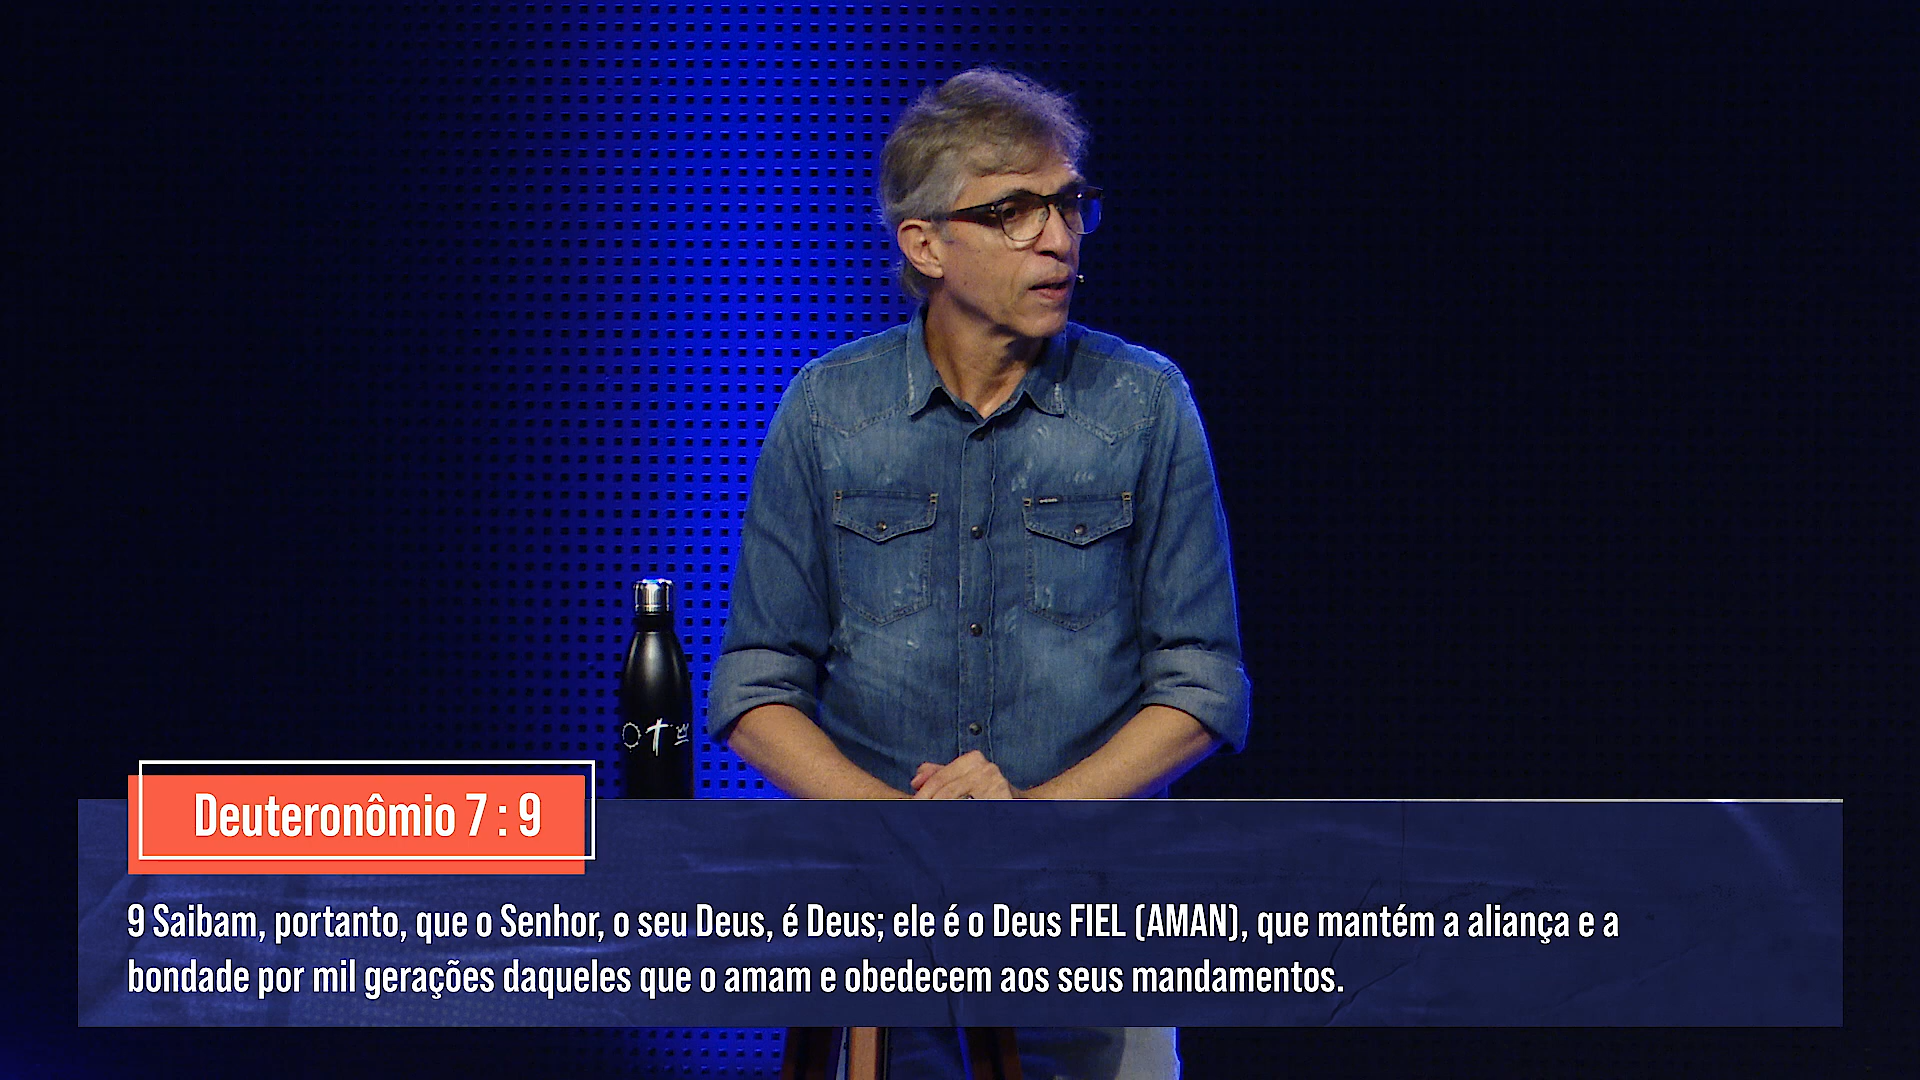 Deuteronômio 7 : 9
9 Saibam, portanto, que o Senhor, o seu Deus, é Deus; ele é o Deus FIEL (AMAN), que mantém a aliança e a
bondade por mil gerações daqueles que o amam e obedecem aos seus mandamentos.